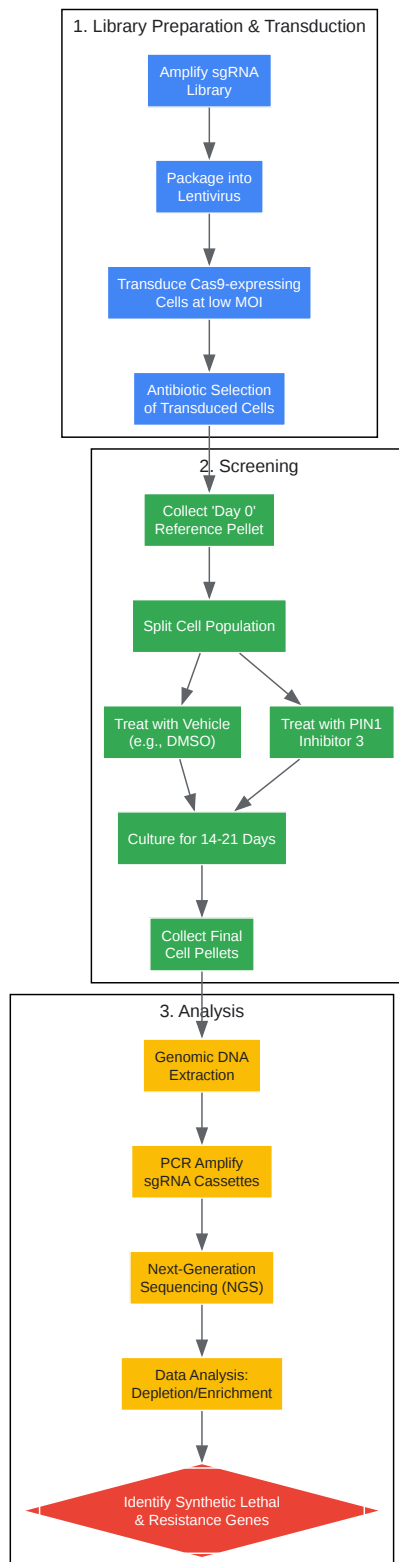 1. Library Preparation & Transduction
Amplify sgRNA
Library
Package into
Lentivirus
Transduce Cas9-expressing
Cells at low MOI
Antibiotic Selection
of Transduced Cells
2. Screening
Collect 'Day 0'
Reference Pellet
Split Cell Population
Treat with Vehicle
(e.g., DMSO)
Treat with PIN1
Inhibitor 3
Culture for 14-21 Days
Collect Final
Cell Pellets
3. Analysis
Genomic DNA
Extraction
PCR Amplify
sgRNA Cassettes
Next-Generation
Sequencing (NGS)
Data Analysis:
Depletion/Enrichment
Identify Synthetic Lethal
& Resistance Genes